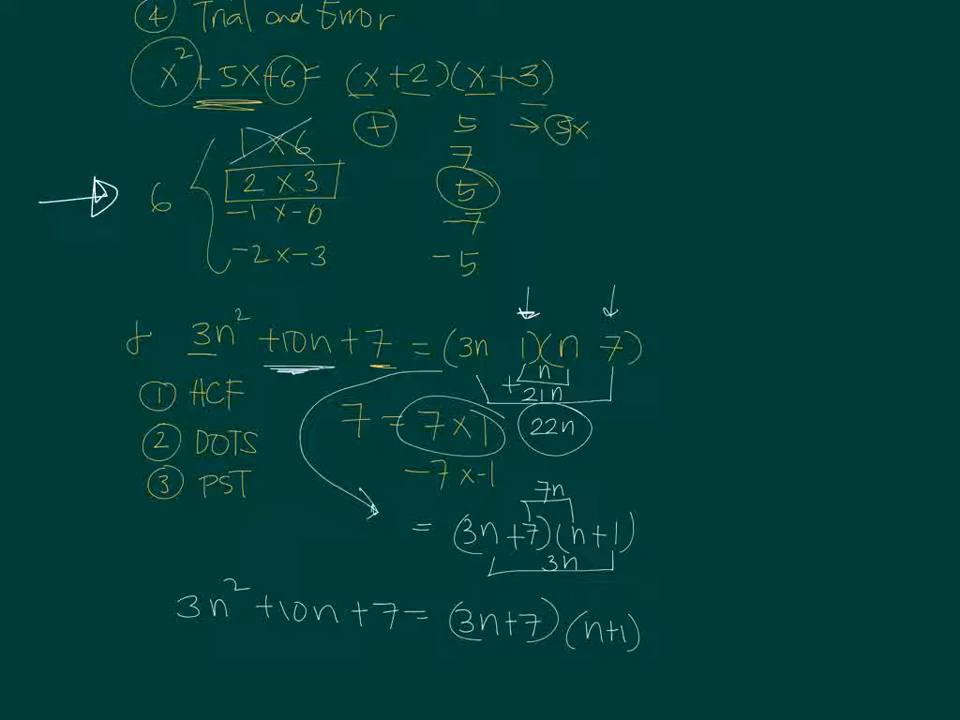 ④ Trial and Error
x² + 5x + 6 = (x + 2)(x + 3)
+ 5 → 5x
1 x 6 7
6 { 2 x 3 5
-1 x -6 -7
-2 x -3 -5
3n² + 10n + 7 = (3n 1)(n 7)
n
① HCF + 21n
7 = 7 x 1 22n
② DOTS
-7 x -1
③ PST
7n
= (3n + 7)(n + 1)
3n
3n² + 10n + 7 = (3n + 7)(n + 1)